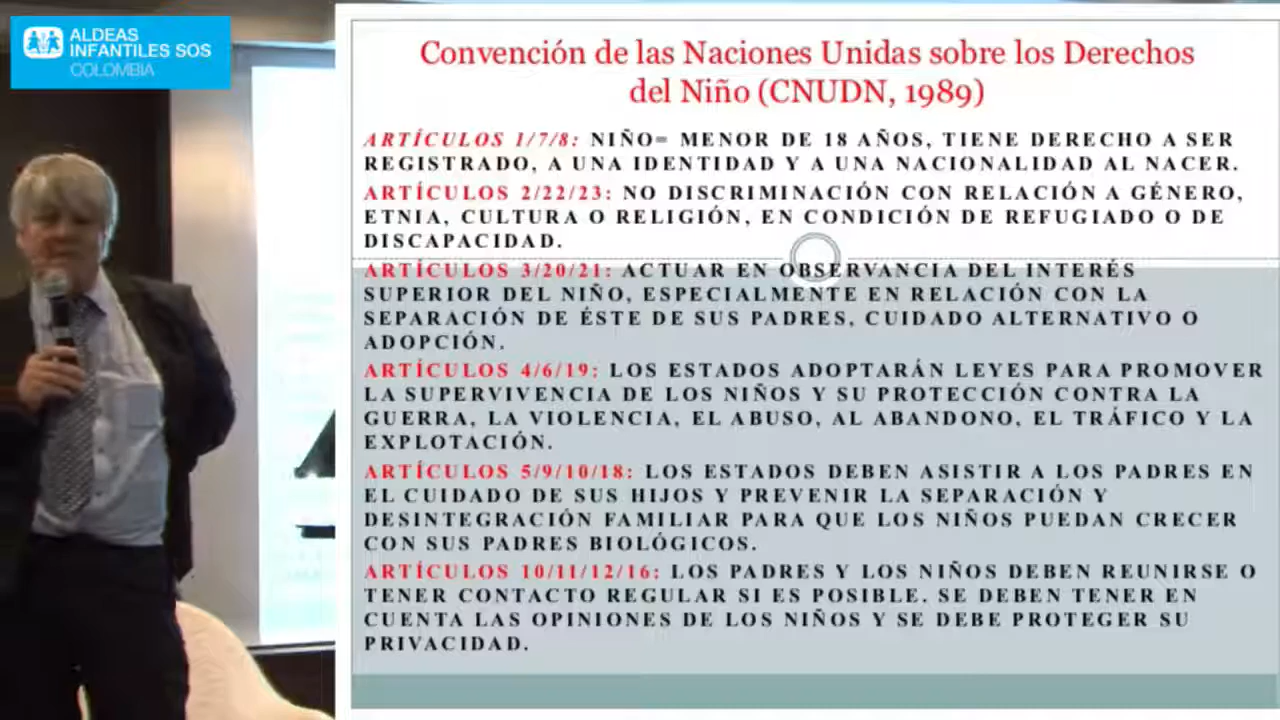 ALDEAS
INFANTILES SOS
COLOMBIA
Convención de las Naciones Unidas sobre los Derechos
del Niño (CNUDN, 1989)
ARTÍCULOS 1/7/8: NIÑO= MENOR DE 18 AÑOS, TIENE DERECHO A SER
REGISTRADO, A UNA IDENTIDAD Y A UNA NACIONALIDAD AL NACER.
ARTÍCULOS 2/22/23: NO DISCRIMINACIÓN CON RELACIÓN A GÉNERO,
ETNIA, CULTURA O RELIGIÓN, EN CONDICIÓN DE REFUGIADO O DE
DISCAPACIDAD.
ARTÍCULOS 3/20/21: ACTUAR EN OBSERVANCIA DEL INTERÉS
SUPERIOR DEL NIÑO, ESPECIALMENTE EN RELACIÓN CON LA
SEPARACIÓN DE ÉSTE DE SUS PADRES, CUIDADO ALTERNATIVO O
ADOPCIÓN.
ARTÍCULOS 4/6/19: LOS ESTADOS ADOPTARÁN LEYES PARA PROMOVER
LA SUPERVIVENCIA DE LOS NIÑOS Y SU PROTECCIÓN CONTRA LA
GUERRA, LA VIOLENCIA, EL ABUSO, AL ABANDONO, EL TRÁFICO Y LA
EXPLOTACIÓN.
ARTÍCULOS 5/9/10/18: LOS ESTADOS DEBEN ASISTIR A LOS PADRES EN
EL CUIDADO DE SUS HIJOS Y PREVENIR LA SEPARACIÓN Y
DESINTEGRACIÓN FAMILIAR PARA QUE LOS NIÑOS PUEDAN CRECER
CON SUS PADRES BIOLÓGICOS.
ARTÍCULOS 10/11/12/16: LOS PADRES Y LOS NIÑOS DEBEN REUNIRSE O
TENER CONTACTO REGULAR SI ES POSIBLE. SE DEBEN TENER EN
CUENTA LAS OPINIONES DE LOS NIÑOS Y SE DEBE PROTEGER SU
PRIVACIDAD.